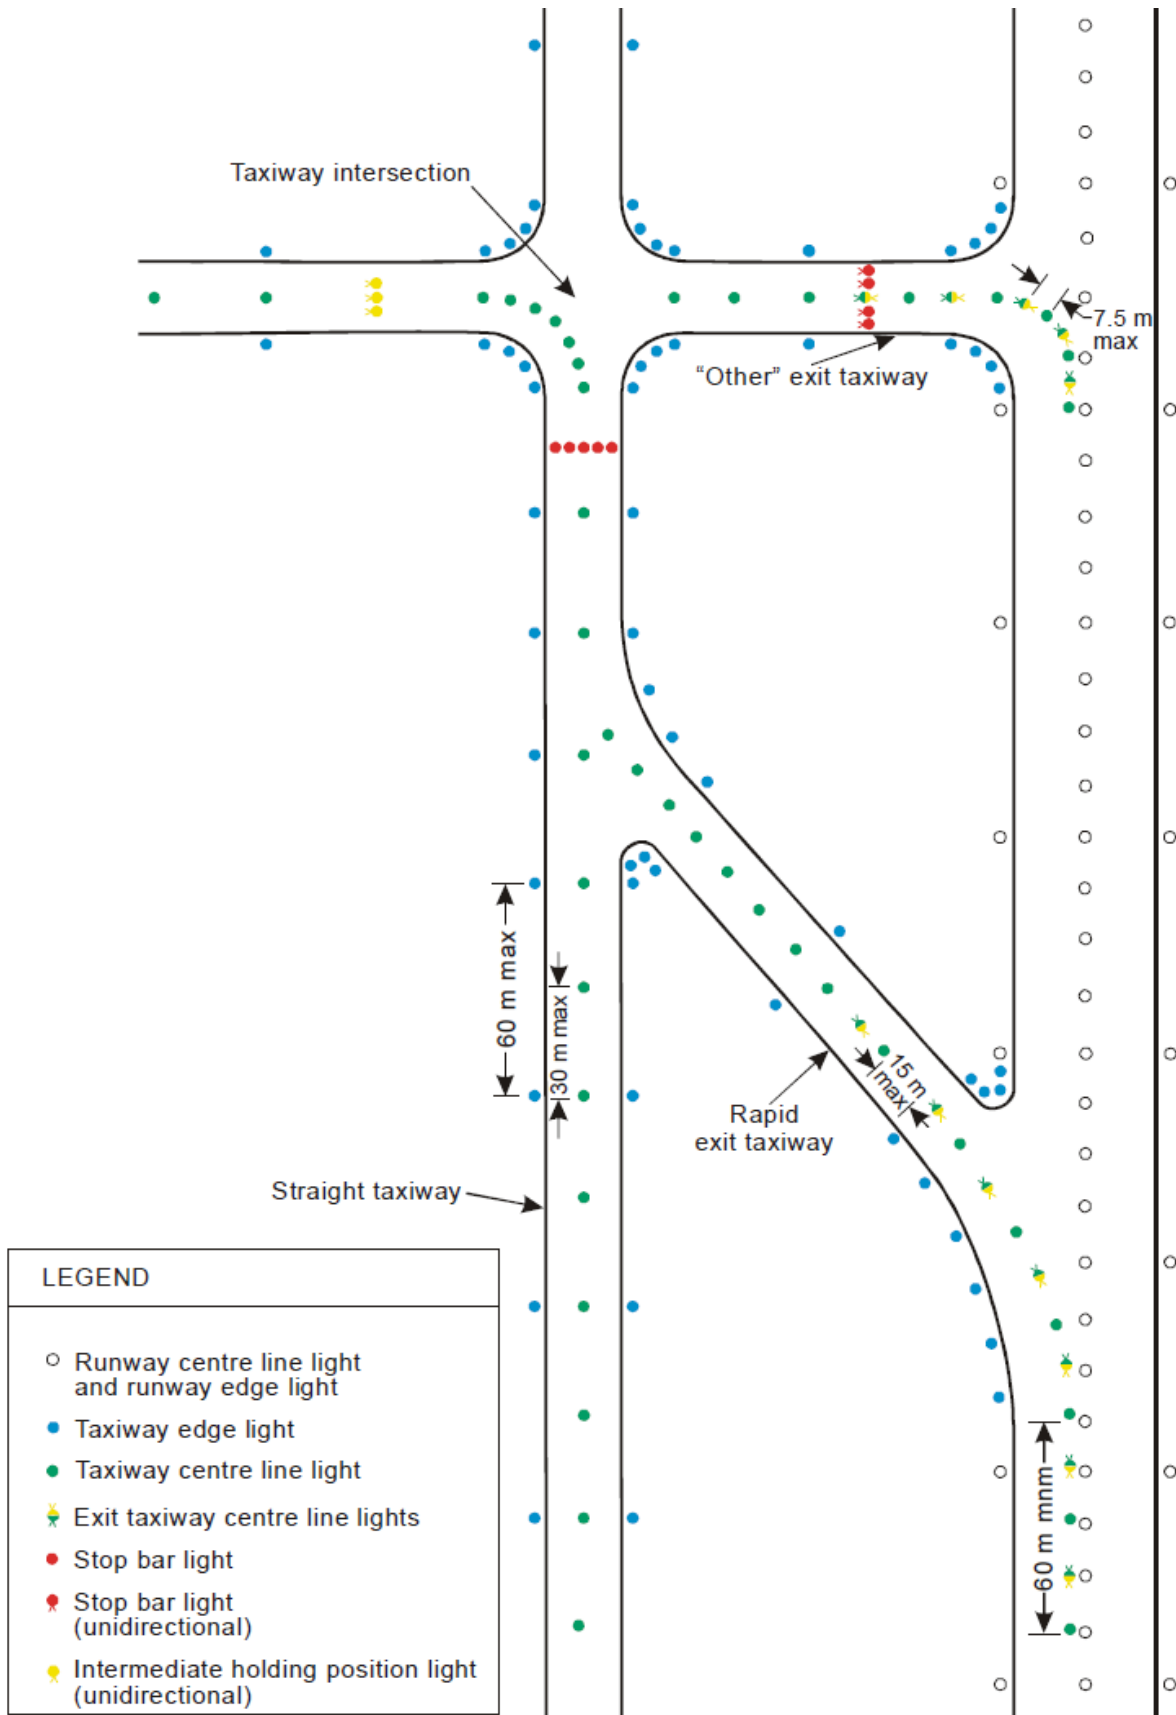 Taxiway intersection
7.5 m
max
"Other" exit taxiway
60 m max
30 m max
15 m
max
Rapid
exit taxiway
Straight taxiway
60 m mnm
LEGEND
Runway centre line light
and runway edge light
Taxiway edge light
Taxiway centre line light
Exit taxiway centre line lights
Stop bar light
Stop bar light
(unidirectional)
Intermediate holding position light
(unidirectional)